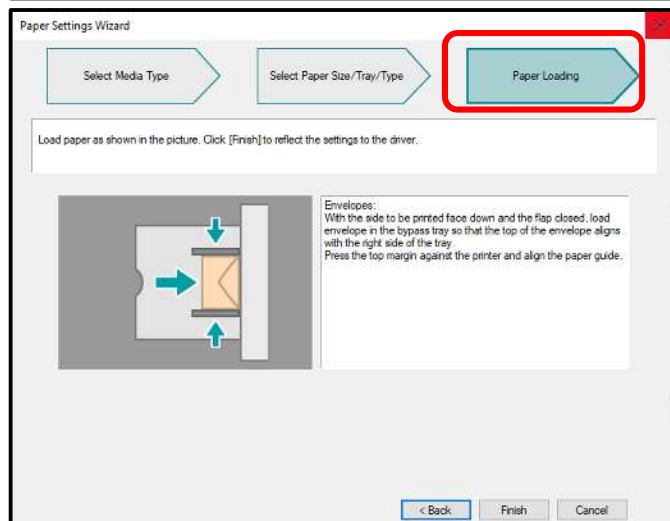 Paper Settings Wizard
Select Media Type
Select Paper Size/Tray/Type
Paper Loading
Load paper as shown in the picture. Click [Finish] to reflect the settings to the driver.
Envelopes:
With the side to be printed face down and the flap closed, load
envelope in the bypass tray so that the top of the envelope aligns
with the right side of the tray.
Press the top margin against the printer and align the paper guide.
< Back
Finish
Cancel